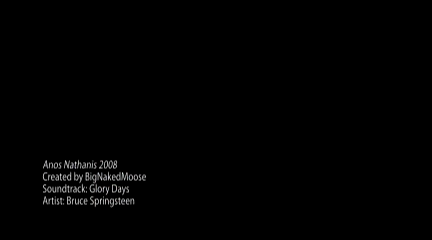 Anos Nathanis 2008
Created by BigNakedMoose
Soundtrack: Glory Days
Artist: Bruce Springsteen